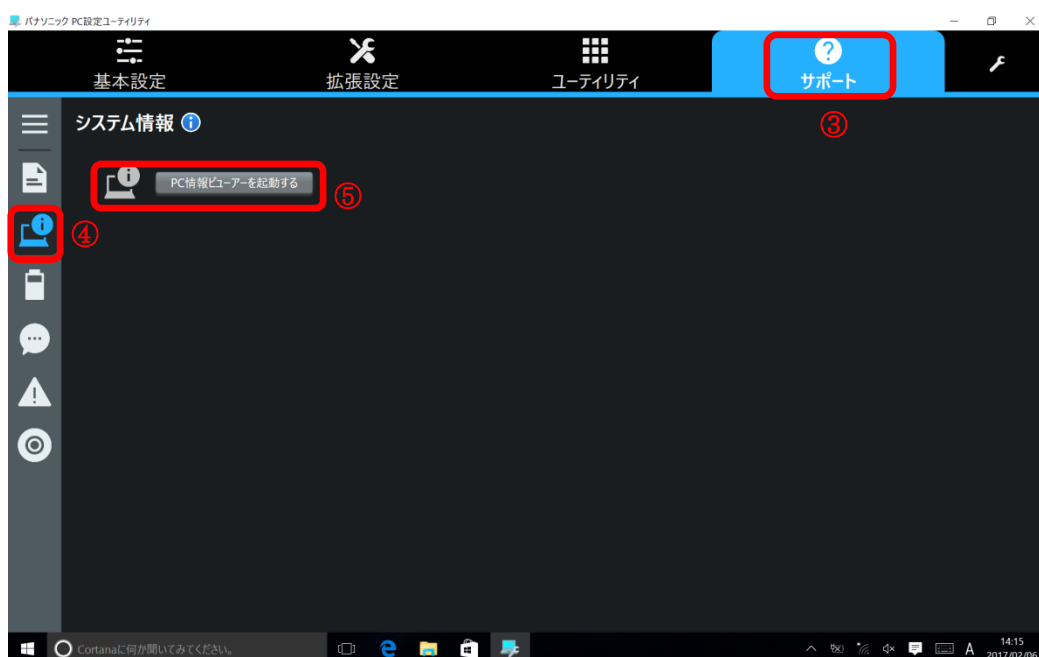 パナソニック PC設定ユーティリティ
基本設定
拡張設定
ユーティリティ
サポート
③
システム情報
PC情報ビューアーを起動する
⑤
④
Cortanaに何か聞いてみてください。
A
14:15
2017/02/06